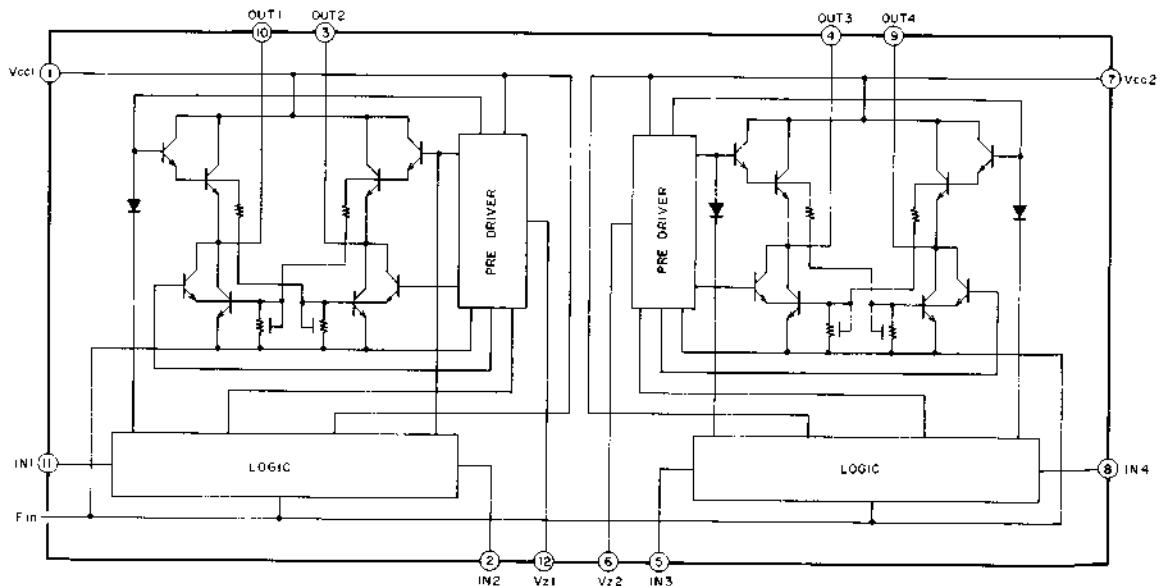 OUT1 OUT2 OUT3 OUT4
10 3 4 9
Vcc1 1
7 Vcc2
PRE DRIVER
PRE DRIVER
IN1 11
LOGIC
LOGIC
8 IN4
Fin
2 12 6 5
IN2 Vz1 Vz2 IN3